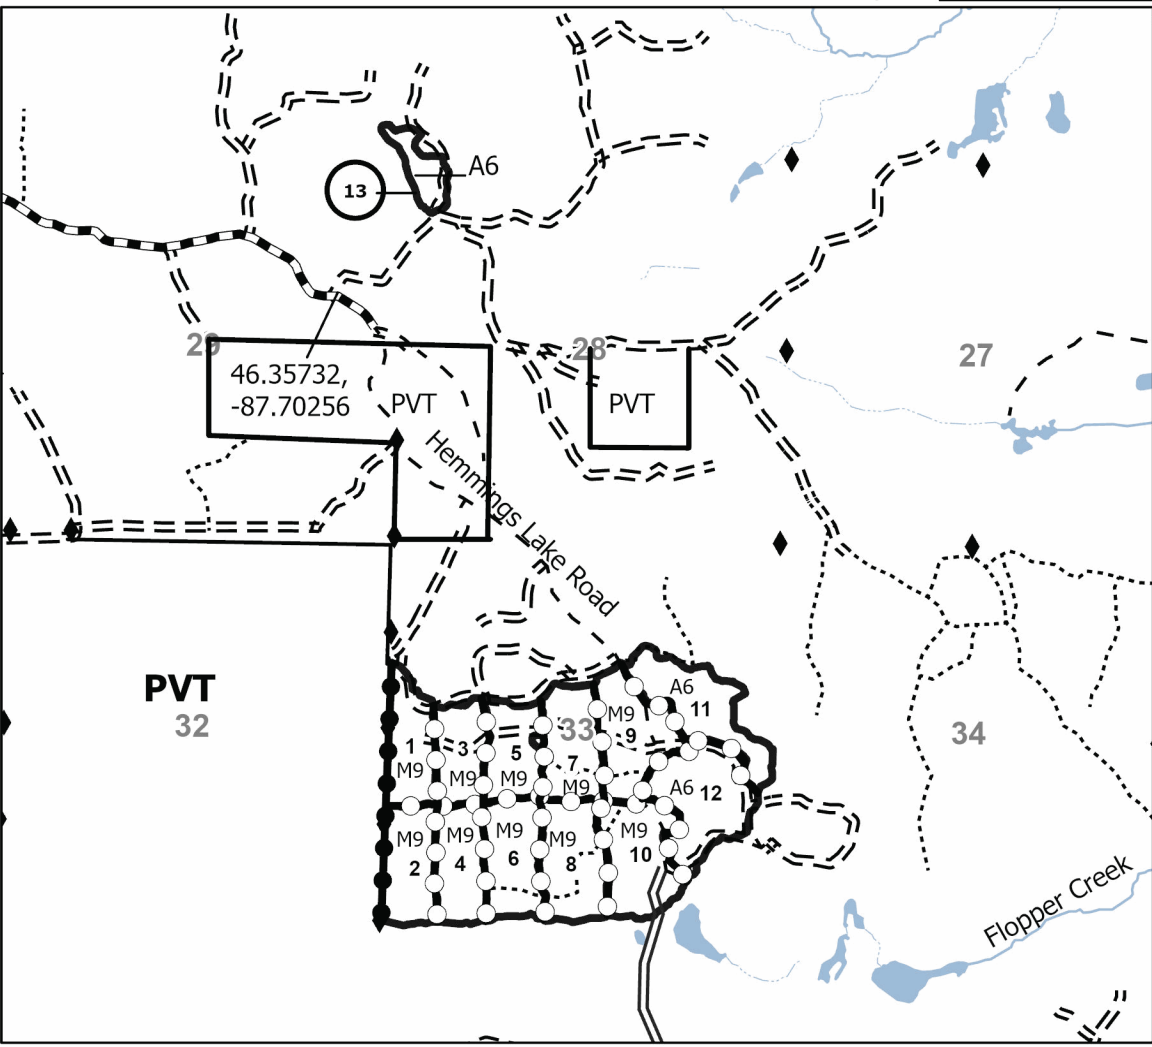 A6
13
29
28
27
46.35732,
-87.70256
PVT
PVT
Hemmings Lake Road
PVT
32
33
34
A6
11
M9
9
1
3
5
7
M9
M9
M9
M9
A6
12
M9
2
M9
4
M9
6
M9
8
M9
10
Flopper Creek